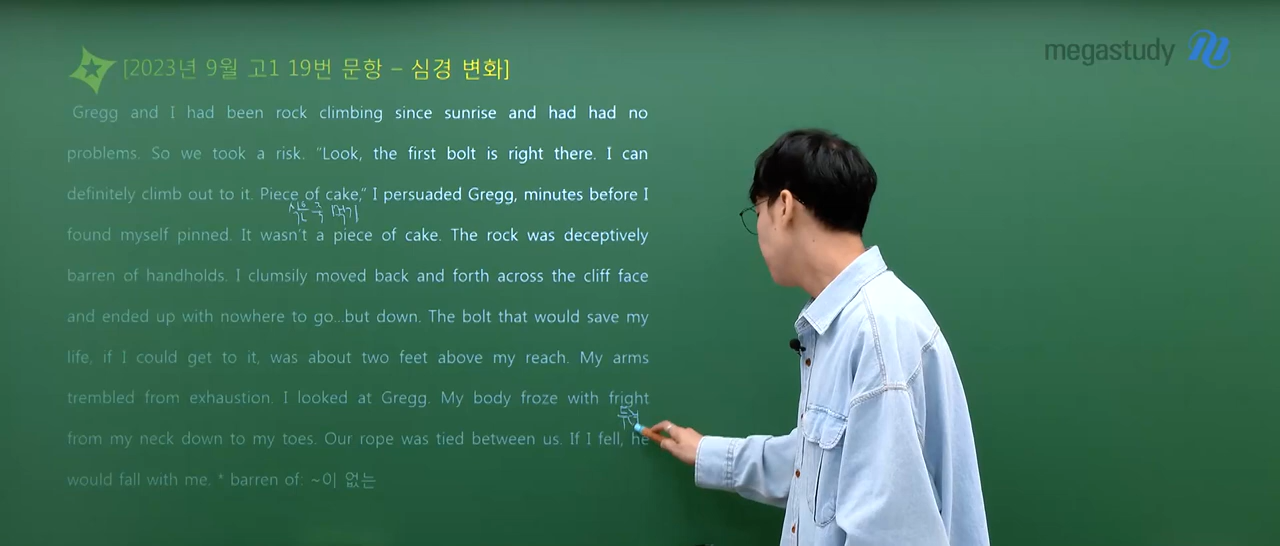 megastudy
[2023년 9월 고1 19번 문항 – 심경 변화]
Gregg and I had been rock climbing since sunrise and had had no
problems. So we took a risk. "Look, the first bolt is right there. I can
definitely climb out to it. Piece of cake," I persuaded Gregg, minutes before I
식은 죽 먹기
found myself pinned. It wasn't a piece of cake. The rock was deceptively
barren of handholds. I clumsily moved back and forth across the cliff face
and ended up with nowhere to go...but down. The bolt that would save my
life, if I could get to it, was about two feet above my reach. My arms
trembled from exhaustion. I looked at Gregg. My body froze with fright
from my neck down to my toes. Our rope was tied between us. If I fell, he
would fall with me. * barren of: ~이 없는